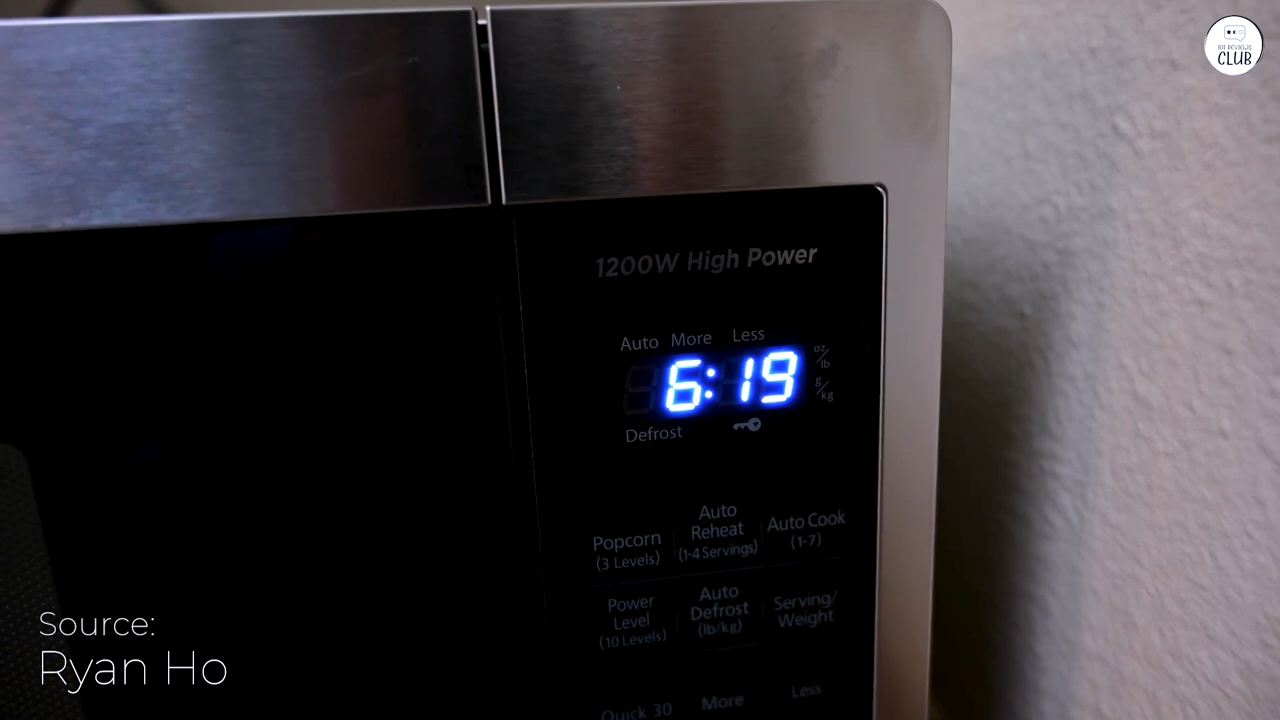 101 REVIEWS
CLUB
1200W High Power
Auto More Less
6:19
oz/lb
g/kg
Defrost
Popcorn
(3 Levels)
Auto
Reheat
(1-4 Servings)
Auto Cook
(1-7)
Power
Level
(10 Levels)
Auto
Defrost
(lb/kg)
Serving/
Weight
Quick 30
More
Less
Source:
Ryan Ho